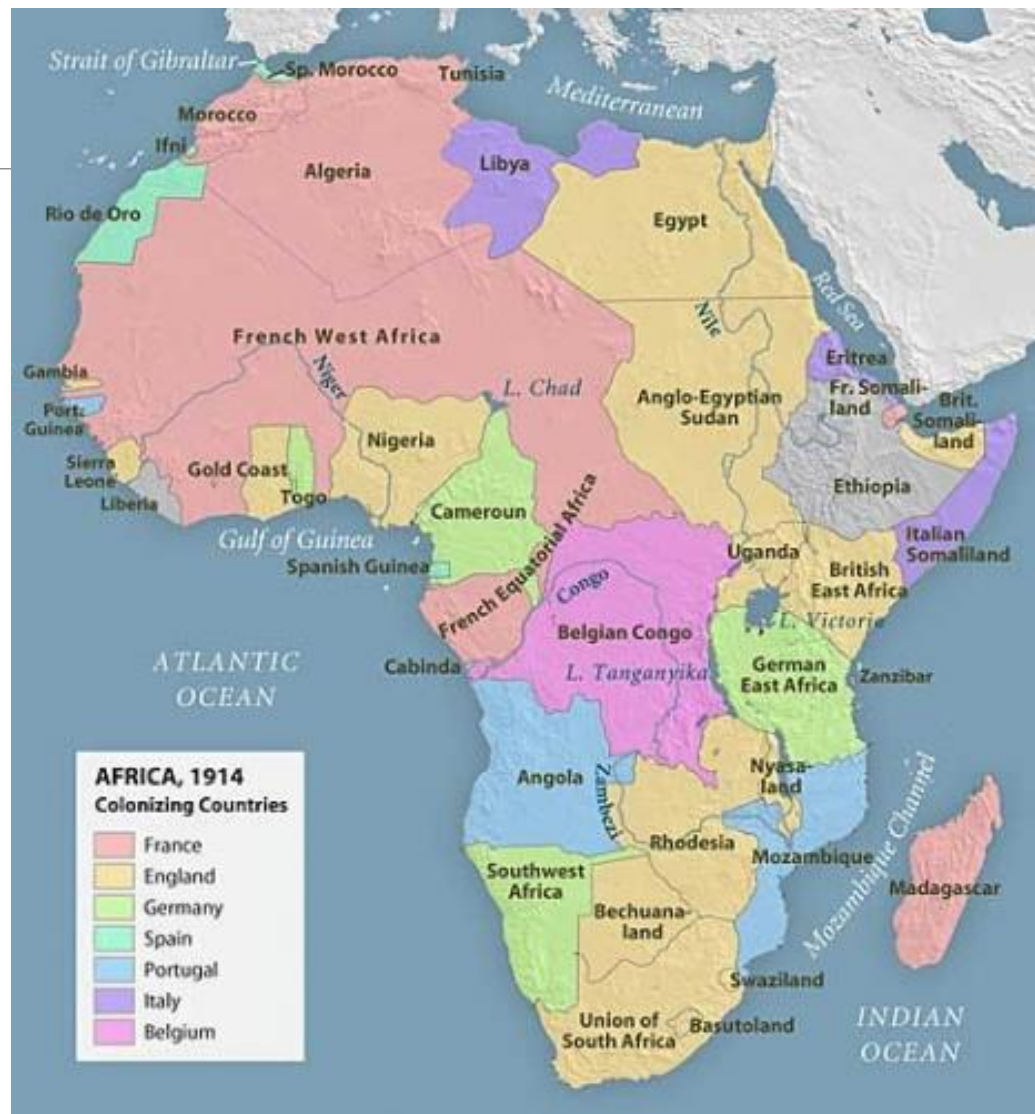 Strait of Gibraltar
Sp. Morocco
Tunisia
Mediterranean
Morocco
Ifni
Algeria
Libya
Rio de Oro
Egypt
Red Sea
French West Africa
Nile
Gambia
Niger
L. Chad
Eritrea
Port.
Guinea
Anglo-Egyptian
Sudan
Fr. Somali-
land
Brit.
Somali-
land
Nigeria
Sierra
Leone
Gold Coast
Liberia
Togo
Ethiopia
Cameroun
Gulf of Guinea
Spanish Guinea
French Equatorial Africa
Italian
Somaliland
Uganda
British
East Africa
Congo
L. Victoria
Belgian Congo
ATLANTIC
OCEAN
Cabinda
L. Tanganyika
German
East Africa
Zanzibar
Angola
Zambezi
Nyasa-
land
Rhodesia
Mozambique
Mozambique Channel
Madagascar
Southwest
Africa
Bechuana-
land
Swaziland
Union of
South Africa
Basutoland
INDIAN
OCEAN
AFRICA, 1914
Colonizing Countries
France
England
Germany
Spain
Portugal
Italy
Belgium